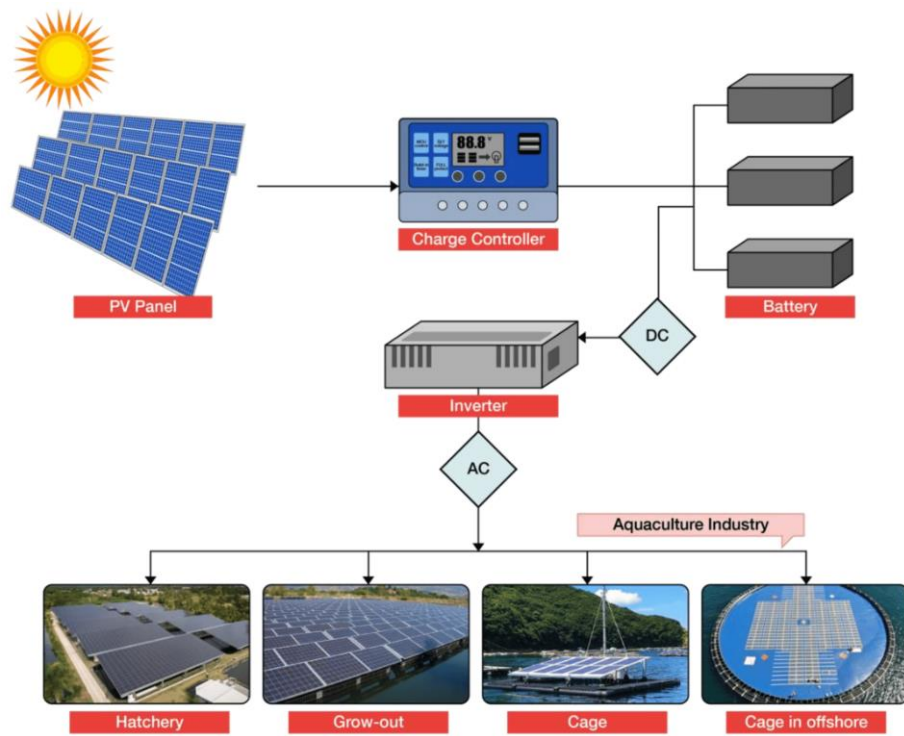 88.8
PV Panel
Charge Controller
Battery
DC
Inverter
AC
Aquaculture Industry
Hatchery
Grow-out
Cage
Cage in offshore